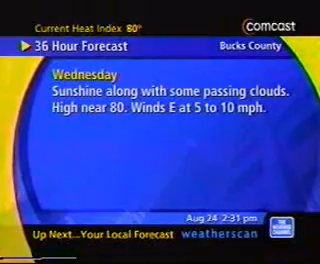 Current Heat Index 80°
comcast
36 Hour Forecast
Bucks County
Wednesday
Sunshine along with some passing clouds.
High near 80. Winds E at 5 to 10 mph.
Aug 24 2:31 pm
THE WEATHER CHANNEL
Up Next...Your Local Forecast weatherscan